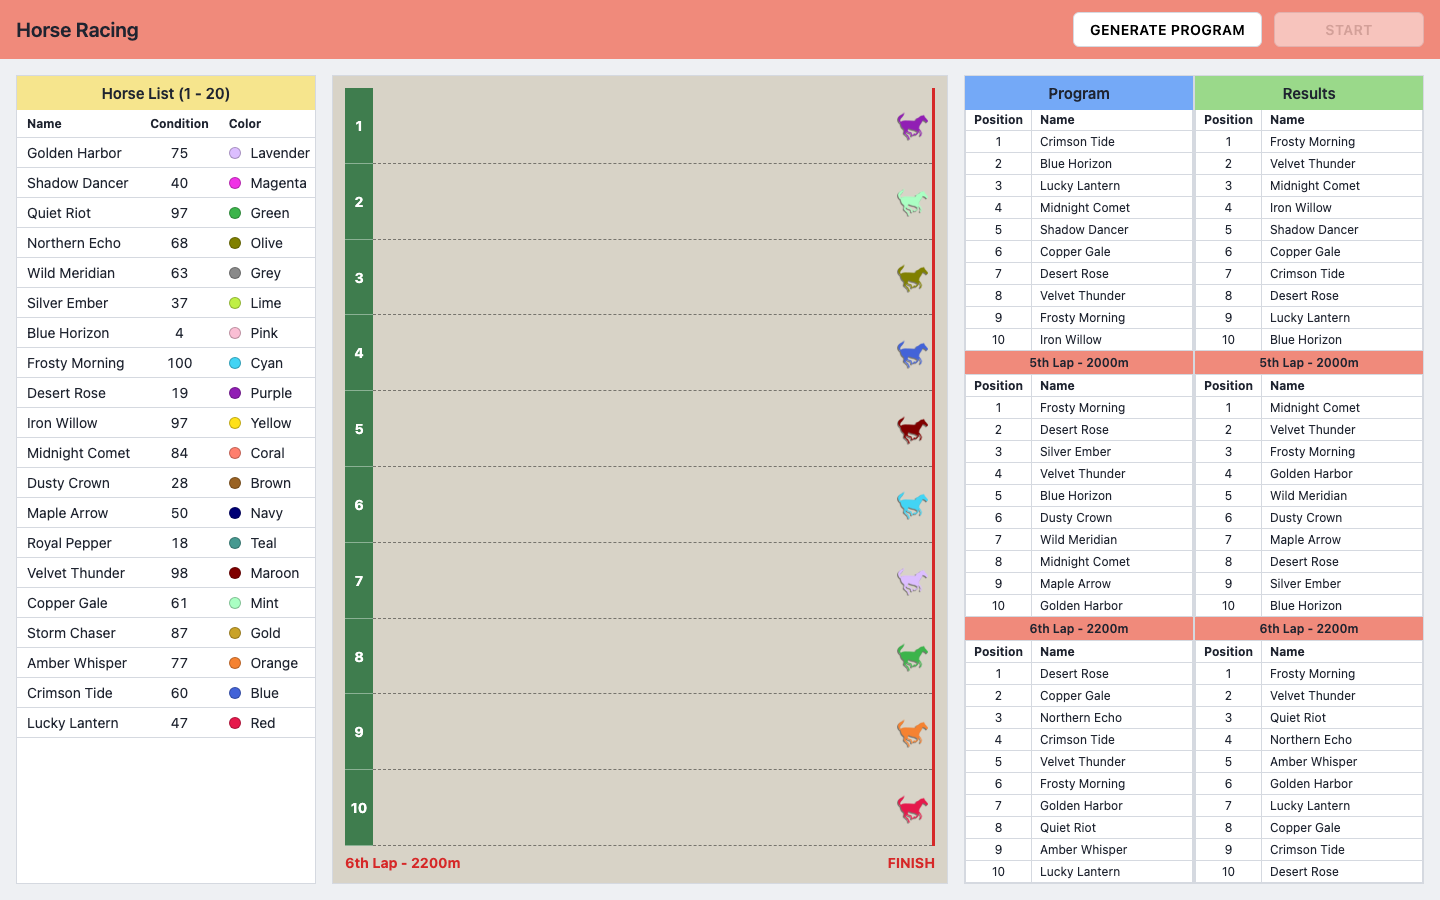 Horse Racing
GENERATE PROGRAM
START
Horse List (1 - 20)
Name Condition Color
Golden Harbor 75 Lavender
Shadow Dancer 40 Magenta
Quiet Riot 97 Green
Northern Echo 68 Olive
Wild Meridian 63 Grey
Silver Ember 37 Lime
Blue Horizon 4 Pink
Frosty Morning 100 Cyan
Desert Rose 19 Purple
Iron Willow 97 Yellow
Midnight Comet 84 Coral
Dusty Crown 28 Brown
Maple Arrow 50 Navy
Royal Pepper 18 Teal
Velvet Thunder 98 Maroon
Copper Gale 61 Mint
Storm Chaser 87 Gold
Amber Whisper 77 Orange
Crimson Tide 60 Blue
Lucky Lantern 47 Red
1
2
3
4
5
6
7
8
9
10
6th Lap - 2200m FINISH
Program
Position Name
1 Crimson Tide
2 Blue Horizon
3 Lucky Lantern
4 Midnight Comet
5 Shadow Dancer
6 Copper Gale
7 Desert Rose
8 Velvet Thunder
9 Frosty Morning
10 Iron Willow
5th Lap - 2000m
Position Name
1 Frosty Morning
2 Desert Rose
3 Silver Ember
4 Velvet Thunder
5 Blue Horizon
6 Dusty Crown
7 Wild Meridian
8 Midnight Comet
9 Maple Arrow
10 Golden Harbor
6th Lap - 2200m
Position Name
1 Desert Rose
2 Copper Gale
3 Northern Echo
4 Crimson Tide
5 Velvet Thunder
6 Frosty Morning
7 Golden Harbor
8 Quiet Riot
9 Amber Whisper
10 Lucky Lantern
Results
Position Name
1 Frosty Morning
2 Velvet Thunder
3 Midnight Comet
4 Iron Willow
5 Shadow Dancer
6 Copper Gale
7 Crimson Tide
8 Desert Rose
9 Lucky Lantern
10 Blue Horizon
5th Lap - 2000m
Position Name
1 Midnight Comet
2 Velvet Thunder
3 Frosty Morning
4 Golden Harbor
5 Wild Meridian
6 Dusty Crown
7 Maple Arrow
8 Desert Rose
9 Silver Ember
10 Blue Horizon
6th Lap - 2200m
Position Name
1 Frosty Morning
2 Velvet Thunder
3 Quiet Riot
4 Northern Echo
5 Amber Whisper
6 Golden Harbor
7 Lucky Lantern
8 Copper Gale
9 Crimson Tide
10 Desert Rose